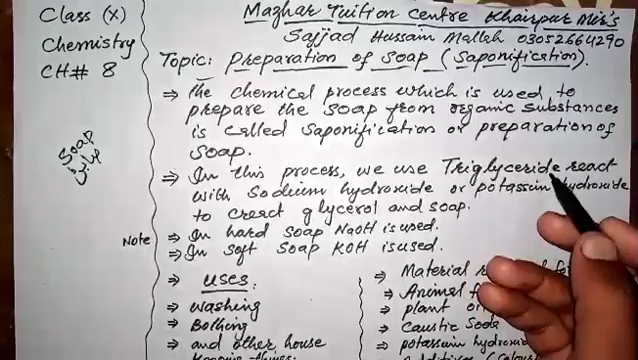 Class (X)
Chemistry
CH# 8
Mazhar Tuition Centre Khairpur Mir's
Sajjad Hussain Mallah 03052664290
Topic: Preparation of Soap (Saponification).
⇒ The chemical process which is used to
prepare the soap from organic substances
is called Saponification or preparation of
Soap.
⇒ In this process, we use Triglyceride react
with Sodium hydroxide or potassium hydroxide
to creact glycerol and soap.
Note ⇒ In hard Soap NaOH is used.
⇒ In soft Soap KOH is used.
Soap
⇒ Uses.
⇒ Washing
⇒ Bathing
⇒ and other house
⇒ Material
⇒ Animal
⇒ plant
⇒ Caustic Soda
⇒ potassium
⇒ Additive